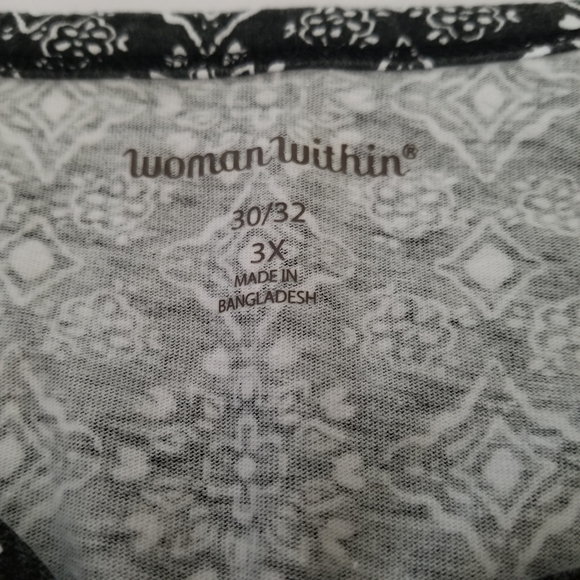 Woman Within®
30/32
3X
MADE IN
BANGLADESH